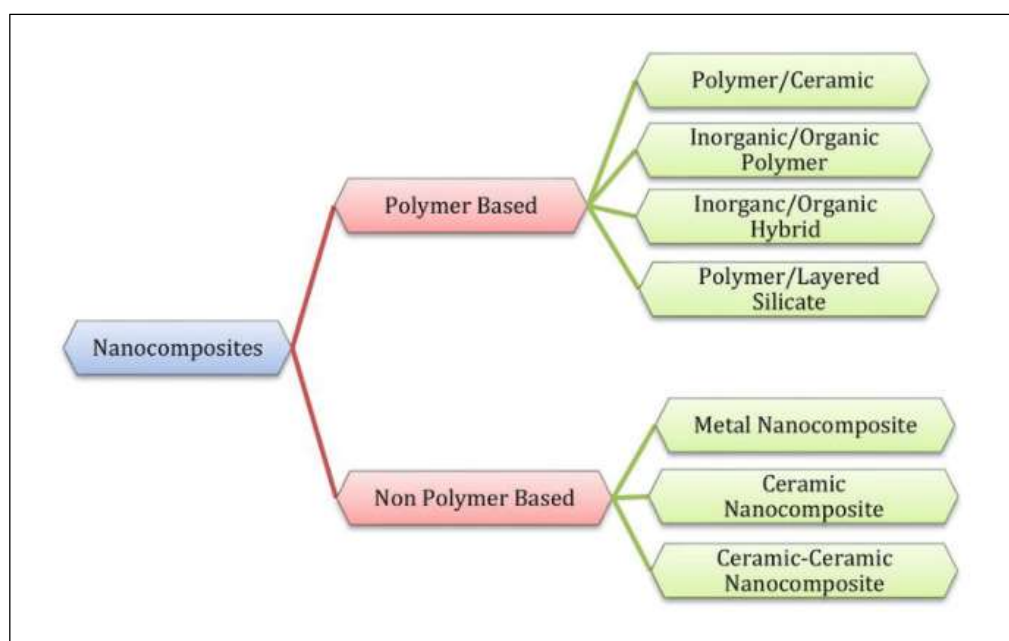 Polymer/Ceramic
Inorganic/Organic
Polymer
Polymer Based
Inorganc/Organic
Hybrid
Polymer/Layered
Silicate
Nanocomposites
Metal Nanocomposite
Non Polymer Based
Ceramic
Nanocomposite
Ceramic-Ceramic
Nanocomposite